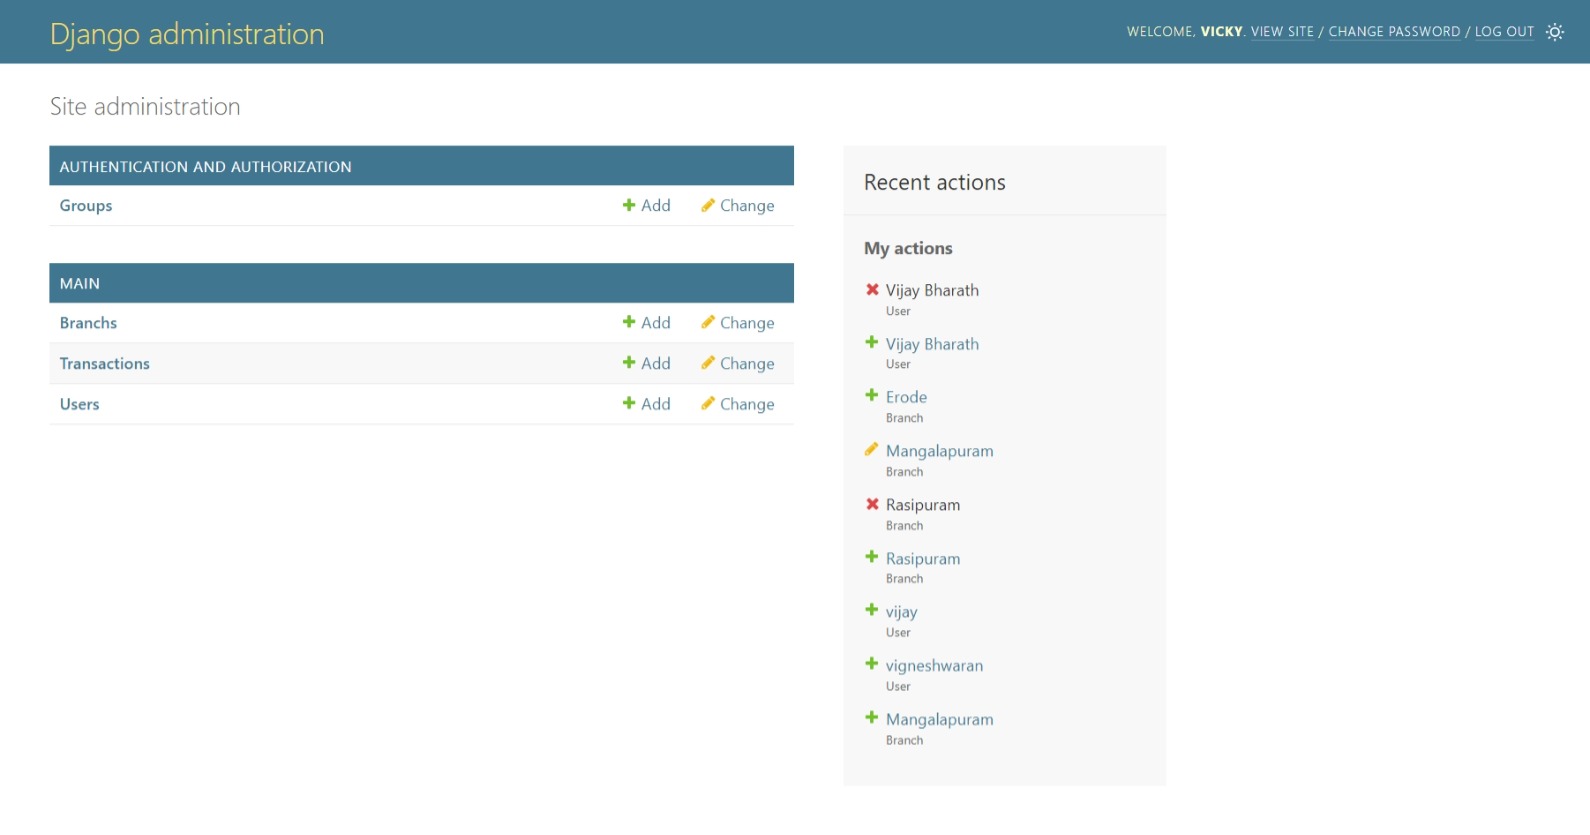 Django administration
WELCOME, VICKY. VIEW SITE / CHANGE PASSWORD / LOG OUT
Site administration
AUTHENTICATION AND AUTHORIZATION
Groups Add Change
MAIN
Branchs Add Change
Transactions Add Change
Users Add Change
Recent actions
My actions
Vijay Bharath
User
Vijay Bharath
User
Erode
Branch
Mangalapuram
Branch
Rasipuram
Branch
Rasipuram
Branch
vijay
User
vigneshwaran
User
Mangalapuram
Branch